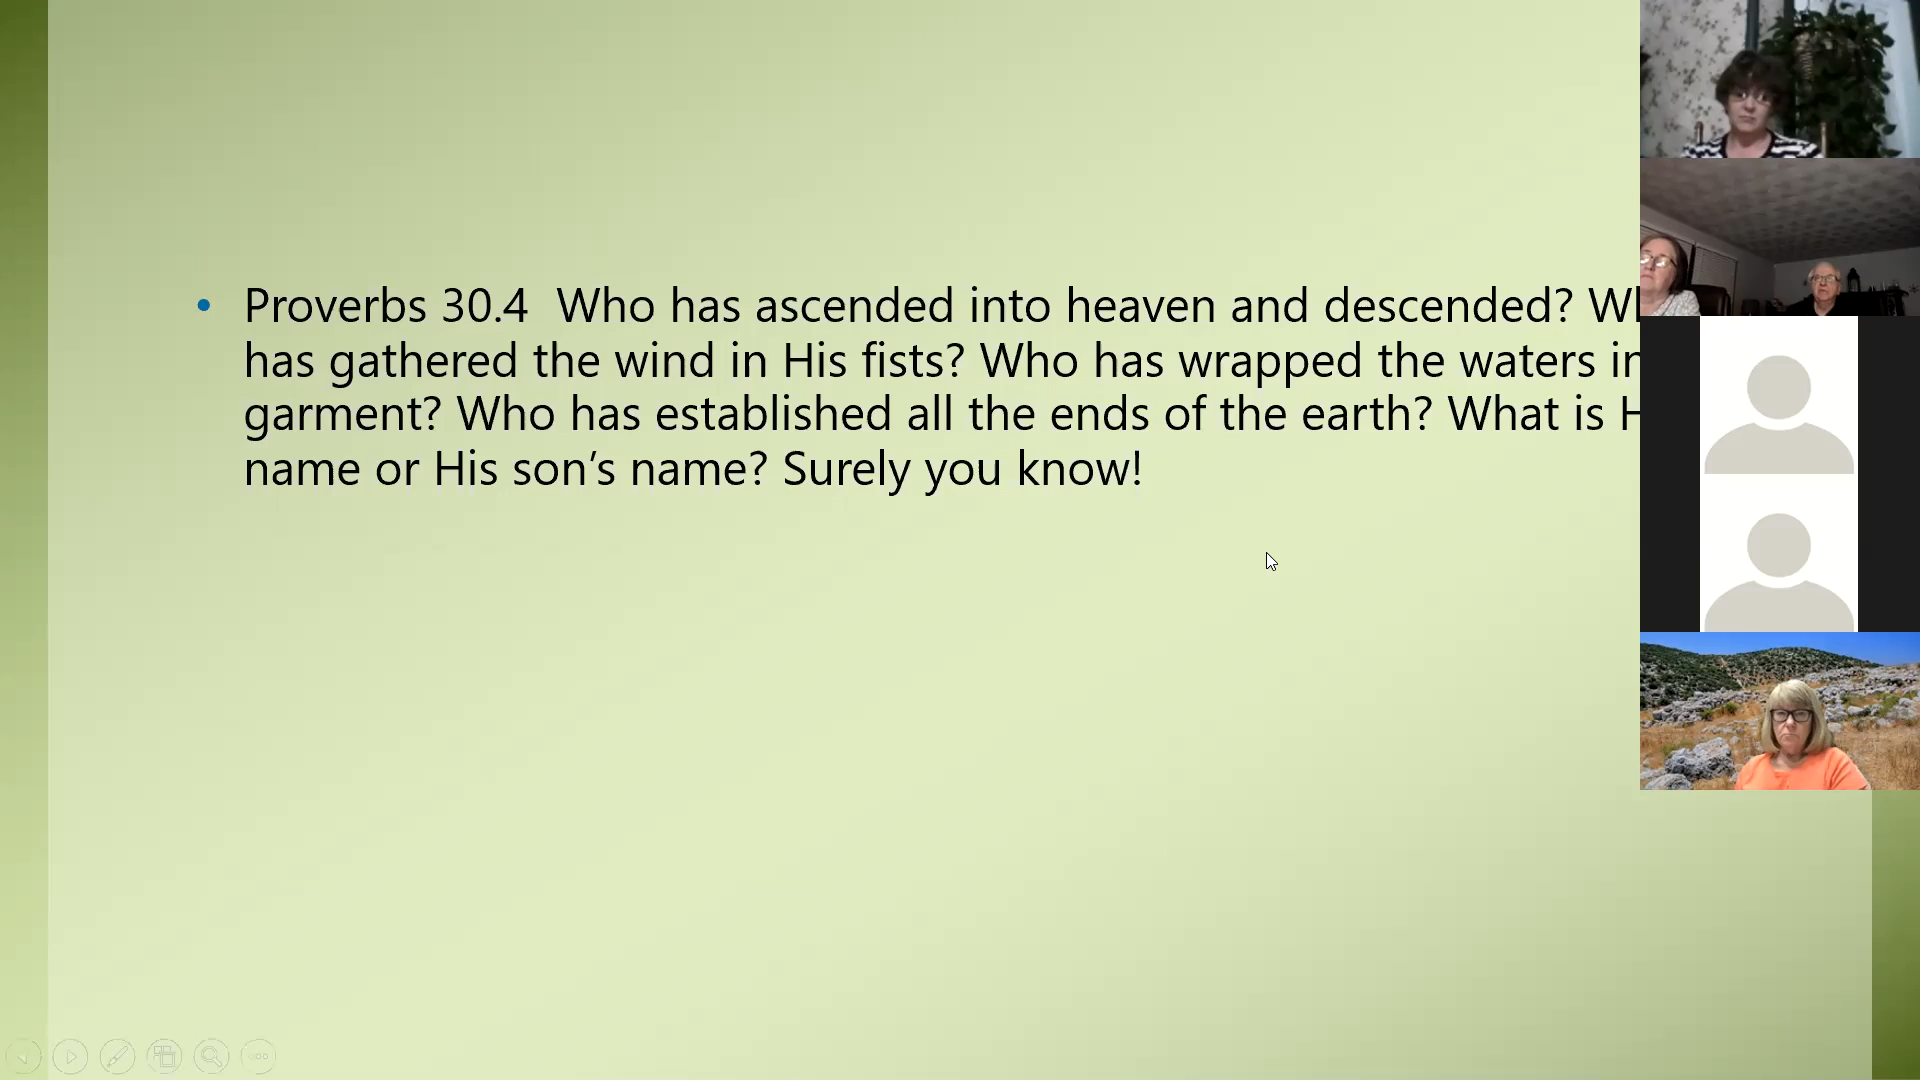 • Proverbs 30.4  Who has ascended into heaven and descended?
has gathered the wind in His fists? Who has wrapped the waters
garment? Who has established all the ends of the earth? What is
name or His son’s name? Surely you know!